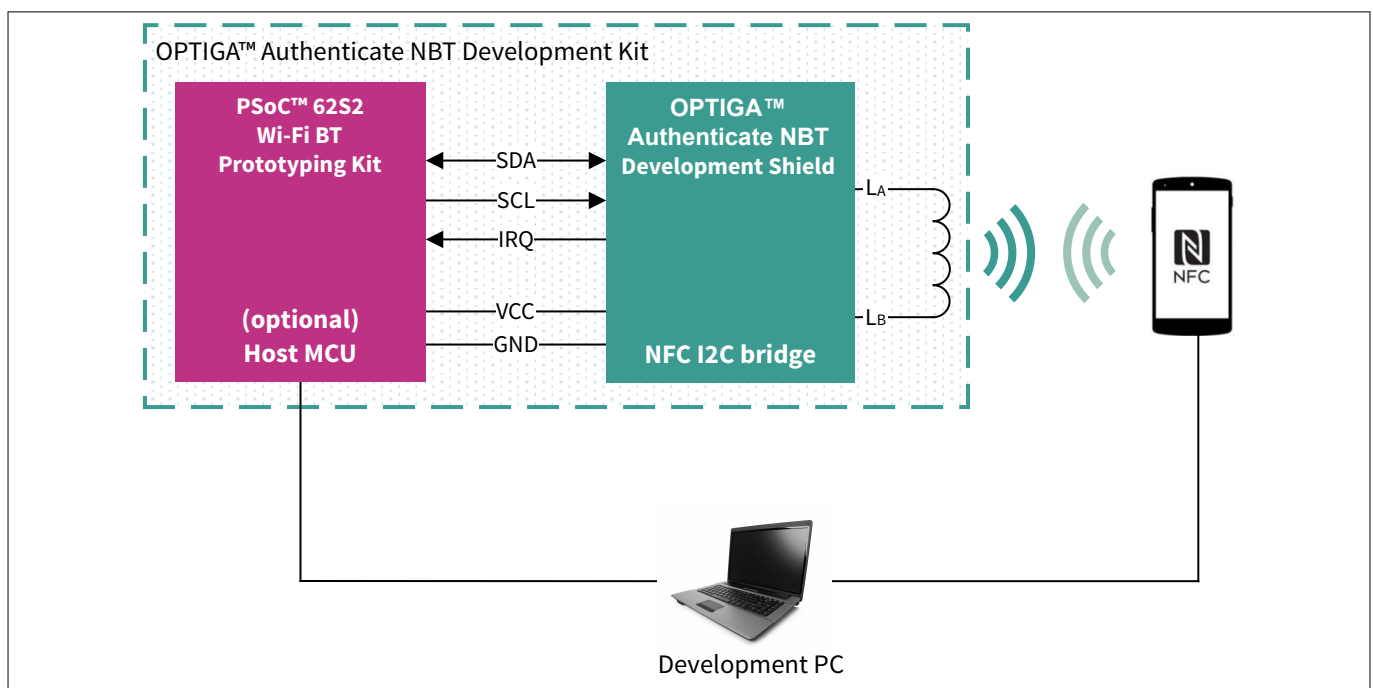 OPTIGA™ Authenticate NBT Development Kit
PSoC™ 62S2
Wi-Fi BT
Prototyping Kit
(optional)
Host MCU
SDA
SCL
IRQ
VCC
GND
OPTIGA™
Authenticate NBT
Development Shield
NFC I2C bridge
LA
LB
NFC
Development PC